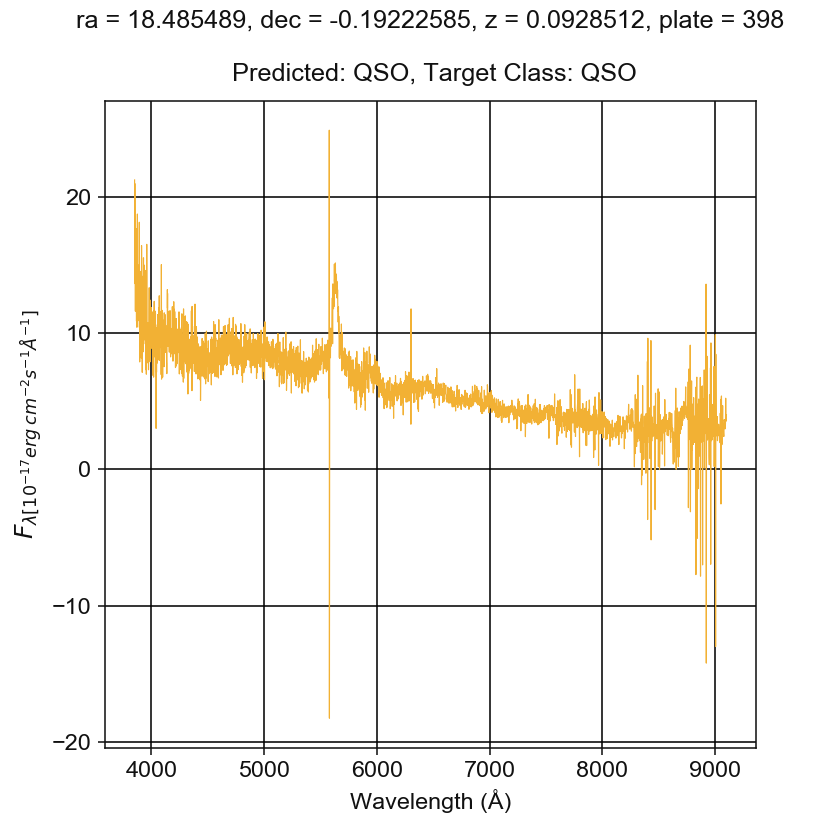 ra = 18.485489, dec = -0.19222585, z = 0.0928512, plate = 398
Predicted: QSO, Target Class: QSO
20
10
0
−10
−20
F_λ[10^{−17} erg cm^{−2} s^{−1} Å^{−1}]
4000 5000 6000 7000 8000 9000
Wavelength (Å)